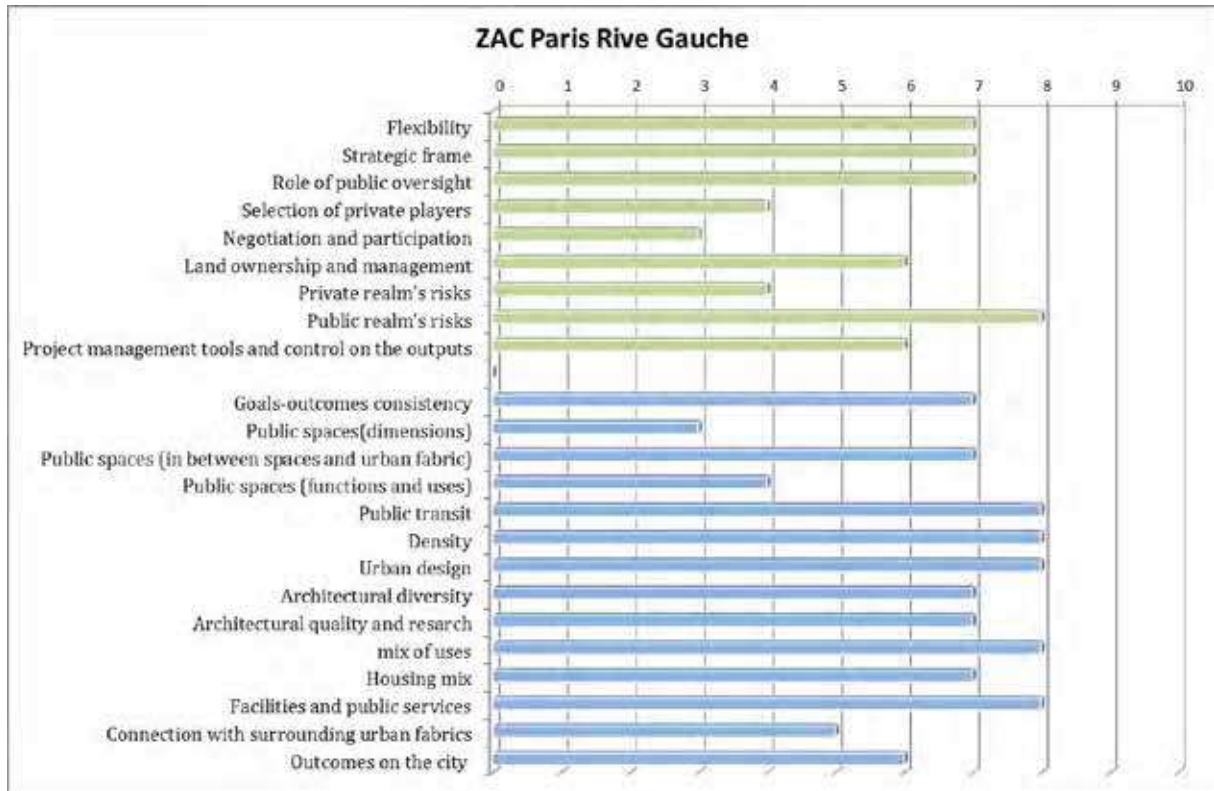 ZAC Paris Rive Gauche
0 1 2 3 4 5 6 7 8 9 10
Flexibility
Strategic frame
Role of public oversight
Selection of private players
Negotiation and participation
Land ownership and management
Private realm's risks
Public realm's risks
Project management tools and control on the outputs
Goals-outcomes consistency
Public spaces(dimensions)
Public spaces (in between spaces and urban fabric)
Public spaces (functions and uses)
Public transit
Density
Urban design
Architectural diversity
Architectural quality and resarch
mix of uses
Housing mix
Facilities and public services
Connection with surrounding urban fabrics
Outcomes on the city